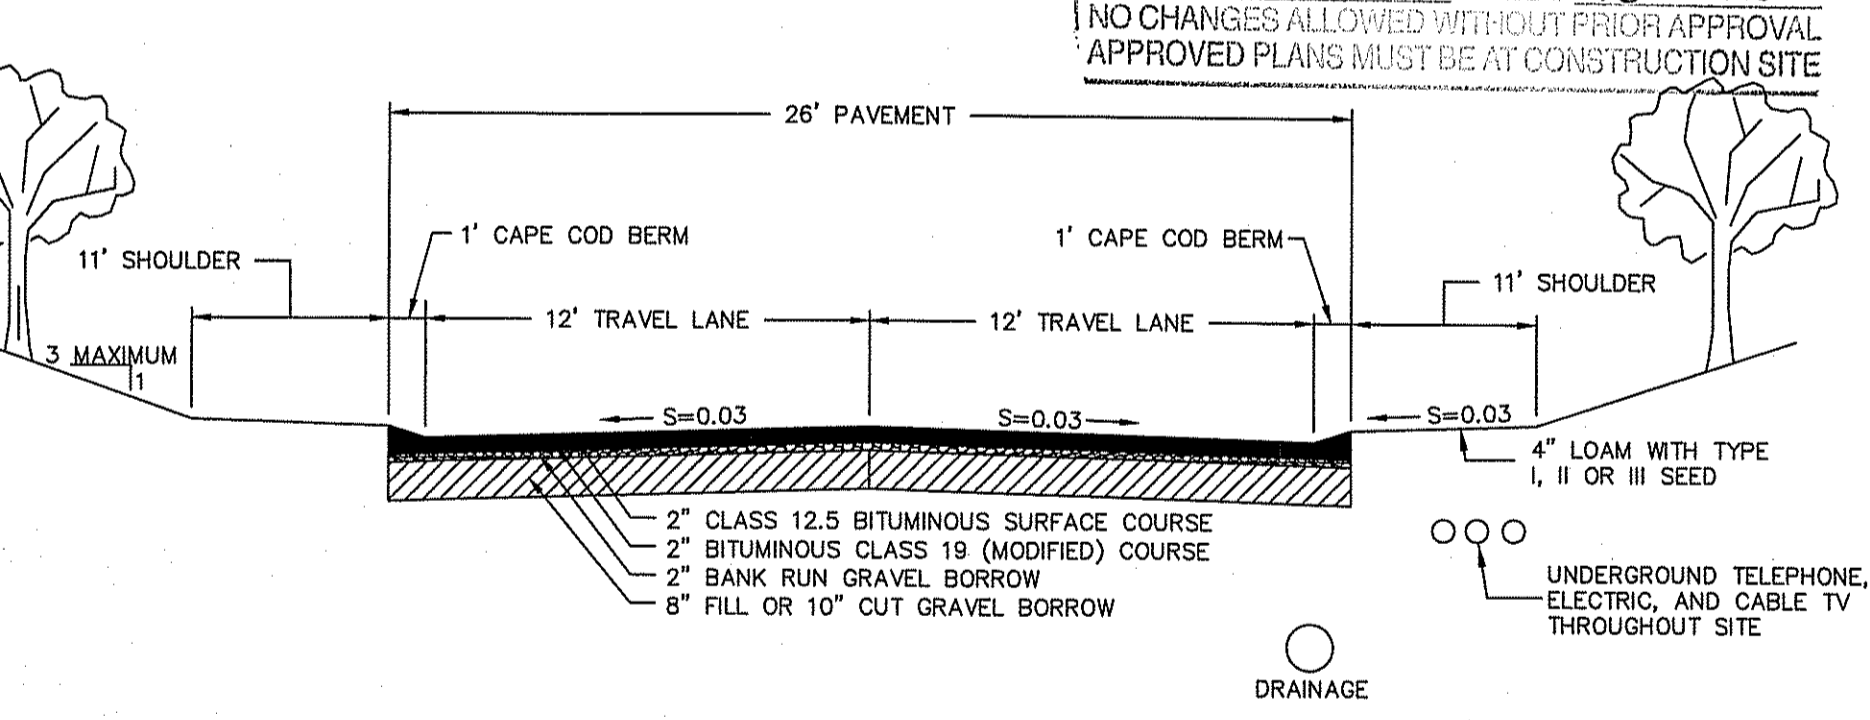 NO CHANGES ALLOWED WITHOUT PRIOR APPROVAL
APPROVED PLANS MUST BE AT CONSTRUCTION SITE
26' PAVEMENT
1' CAPE COD BERM
1' CAPE COD BERM
11' SHOULDER
11' SHOULDER
12' TRAVEL LANE
12' TRAVEL LANE
3 MAXIMUM
1
S=0.03
S=0.03
S=0.03
4" LOAM WITH TYPE
I, II OR III SEED
2" CLASS 12.5 BITUMINOUS SURFACE COURSE
2" BITUMINOUS CLASS 19 (MODIFIED) COURSE
2" BANK RUN GRAVEL BORROW
8" FILL OR 10" CUT GRAVEL BORROW
UNDERGROUND TELEPHONE,
ELECTRIC, AND CABLE TV
THROUGHOUT SITE
DRAINAGE